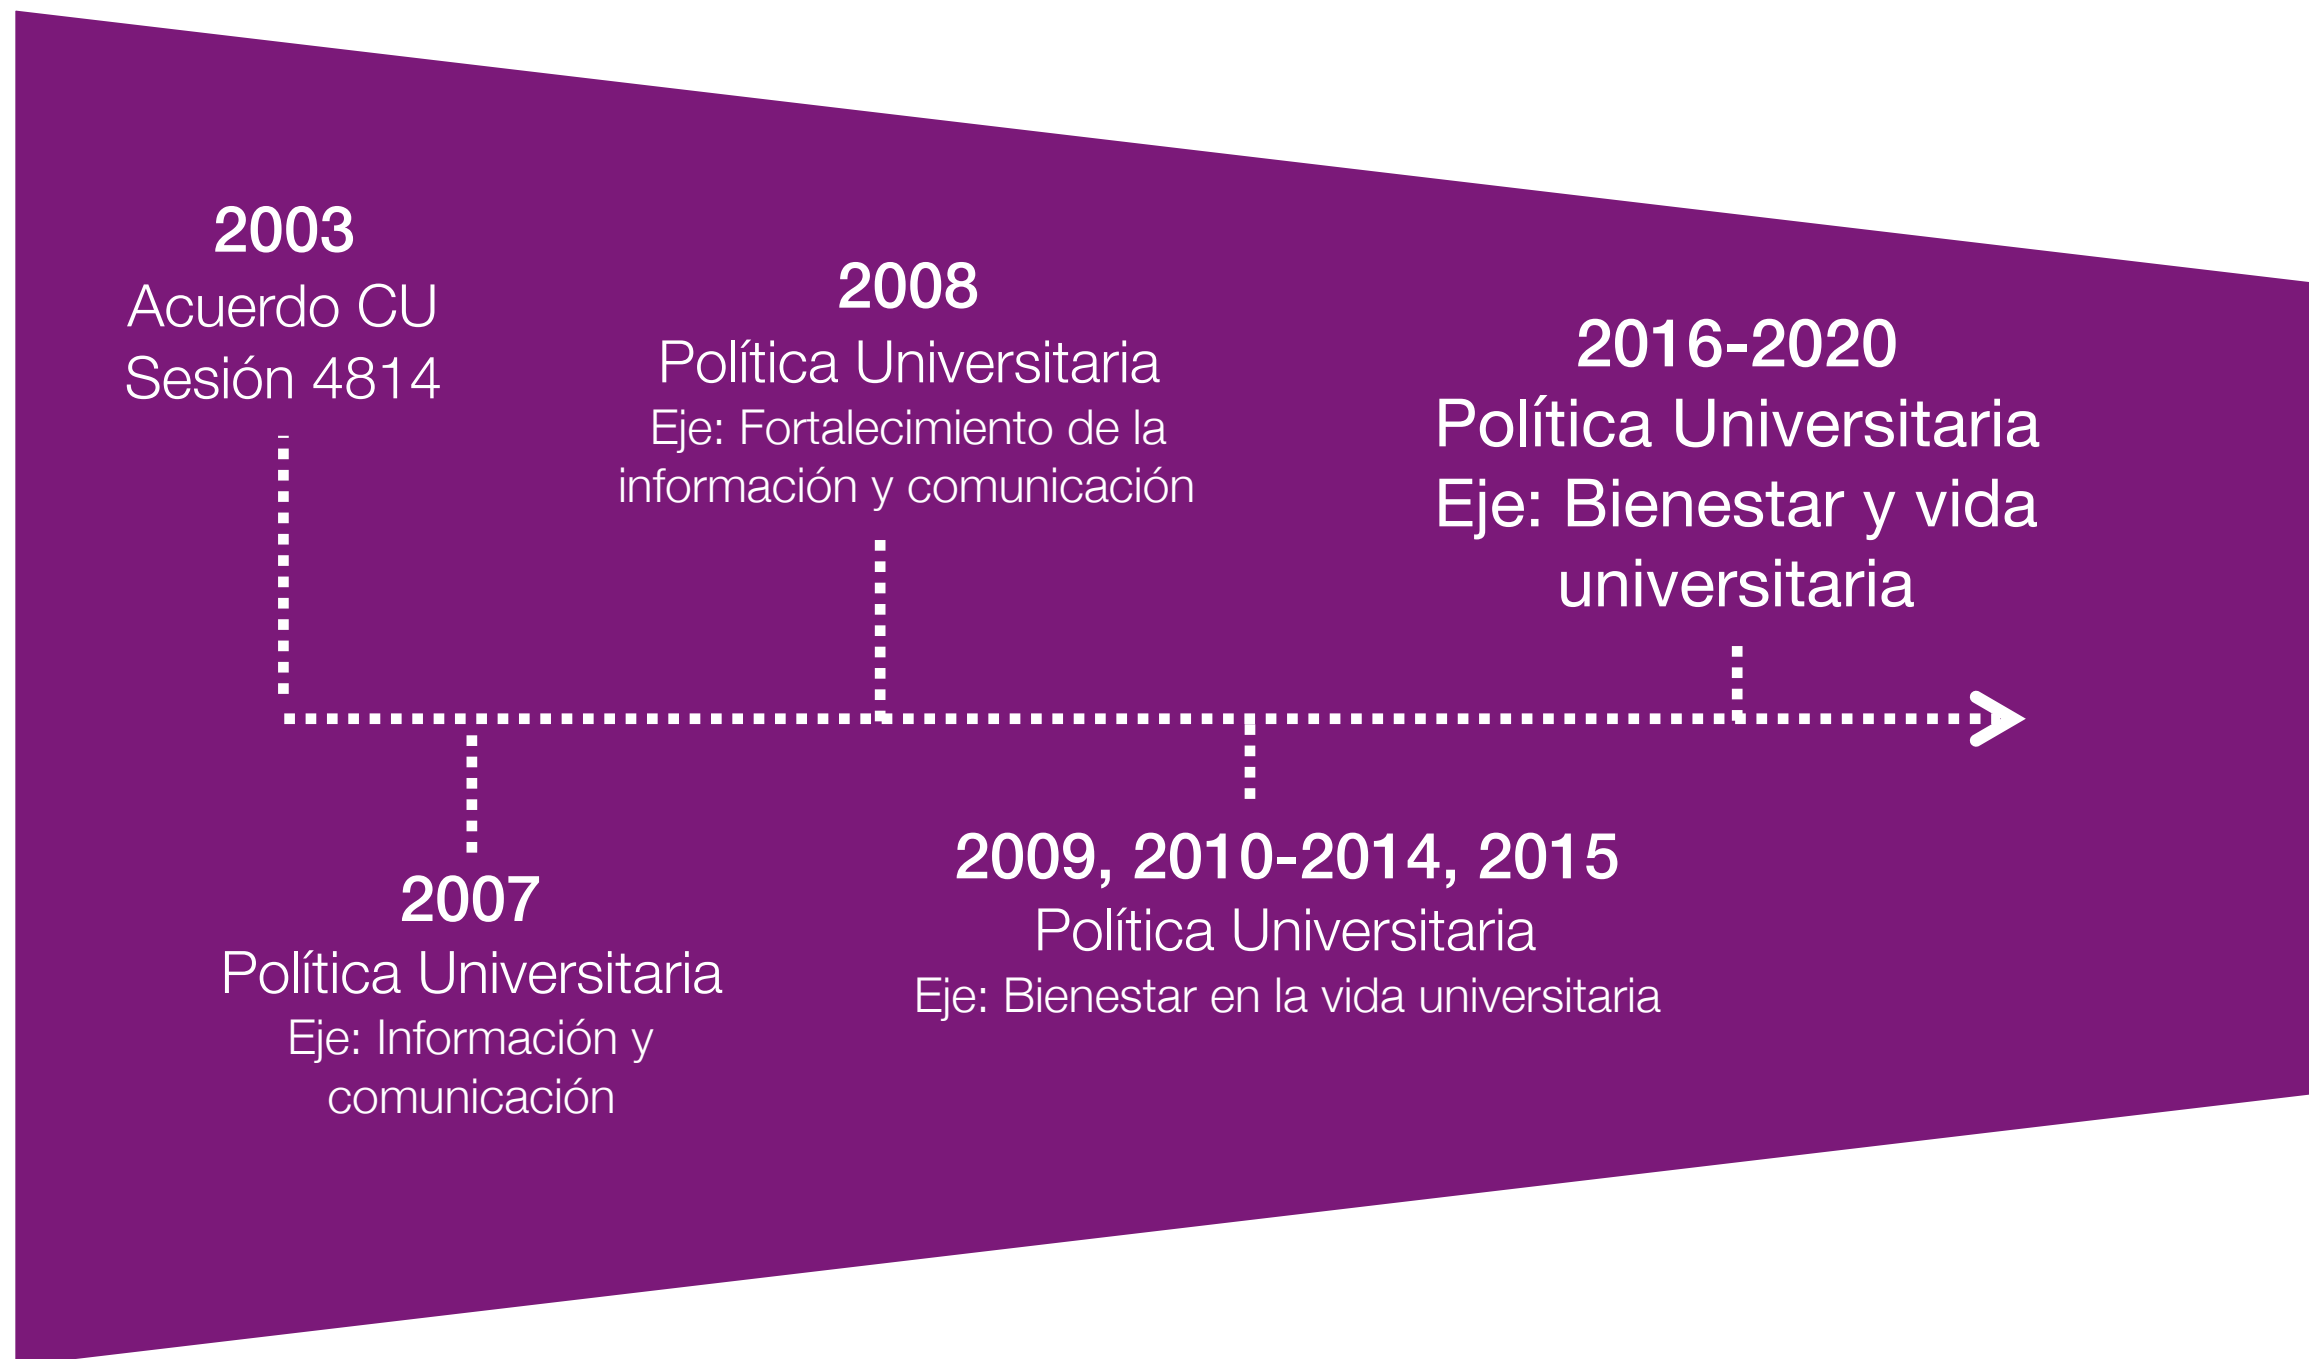 2003
Acuerdo CU
Sesión 4814
2007
Política Universitaria
Eje: Información y
comunicación
2008
Política Universitaria
Eje: Fortalecimiento de la
información y comunicación
2009, 2010-2014, 2015
Política Universitaria
Eje: Bienestar en la vida universitaria
2016-2020
Política Universitaria
Eje: Bienestar y vida
universitaria